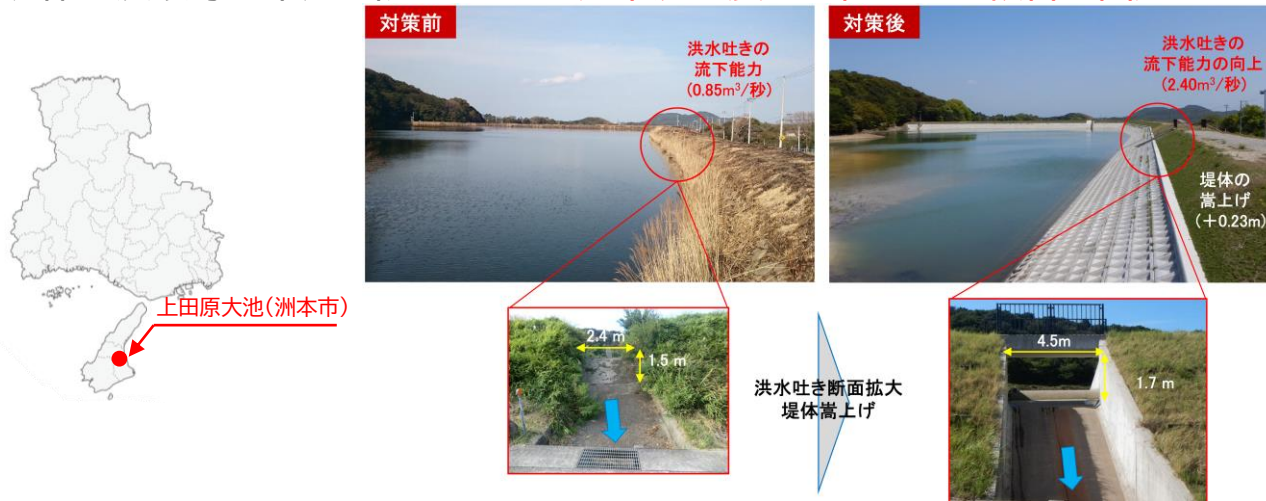 対策前
洪水吐きの
流下能力
(0.85m³/秒)
対策後
洪水吐きの
流下能力の向上
(2.40m³/秒)
堤体の
嵩上げ
(+0.23m)
上田原大池(洲本市)
2.4 m
1.5 m
洪水吐き断面拡大
堤体嵩上げ
4.5m
1.7 m